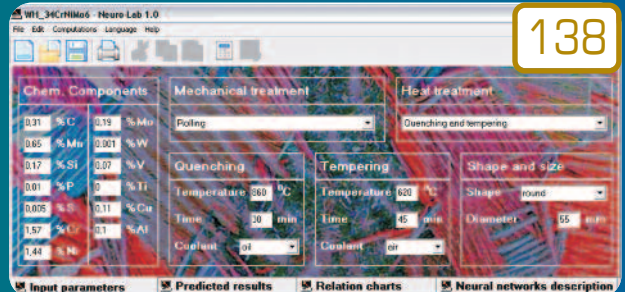 138
WH_34CrNiMo6 - Neuro Lab 1.0
File Edit Computations Language Help
Chem. Components
0,31 %C 0,19 %Mo
0.65 %Mn 0.001 %W
0.17 %Si 0.07 %V
0.01 %P 0 %Ti
0,005 %S 0,11 %Cu
1,57 %Cr 0,1 %Al
1,44 %Ni
Mechanical treatment
Rolling
Heat treatment
Quenching and tempering
Quenching
Temperature 860 °C
Time 30 min
Coolant oil
Tempering
Temperature 620 °C
Time 45 min
Coolant air
Shape and size
Shape round
Diameter 55 mm
Input parameters Predicted results Relation charts Neural networks description